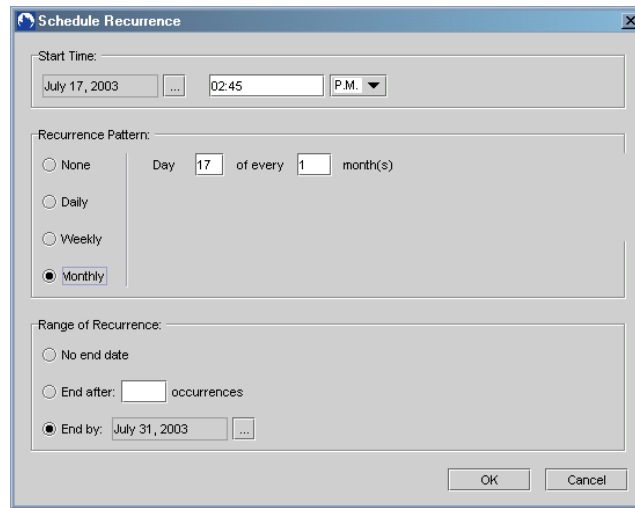 Schedule Recurrence
Start Time:
July 17, 2003 ... 02:45 P.M.
Recurrence Pattern:
None Day 17 of every 1 month(s)
Daily
Weekly
Monthly
Range of Recurrence:
No end date
End after: occurrences
End by: July 31, 2003 ...
OK Cancel